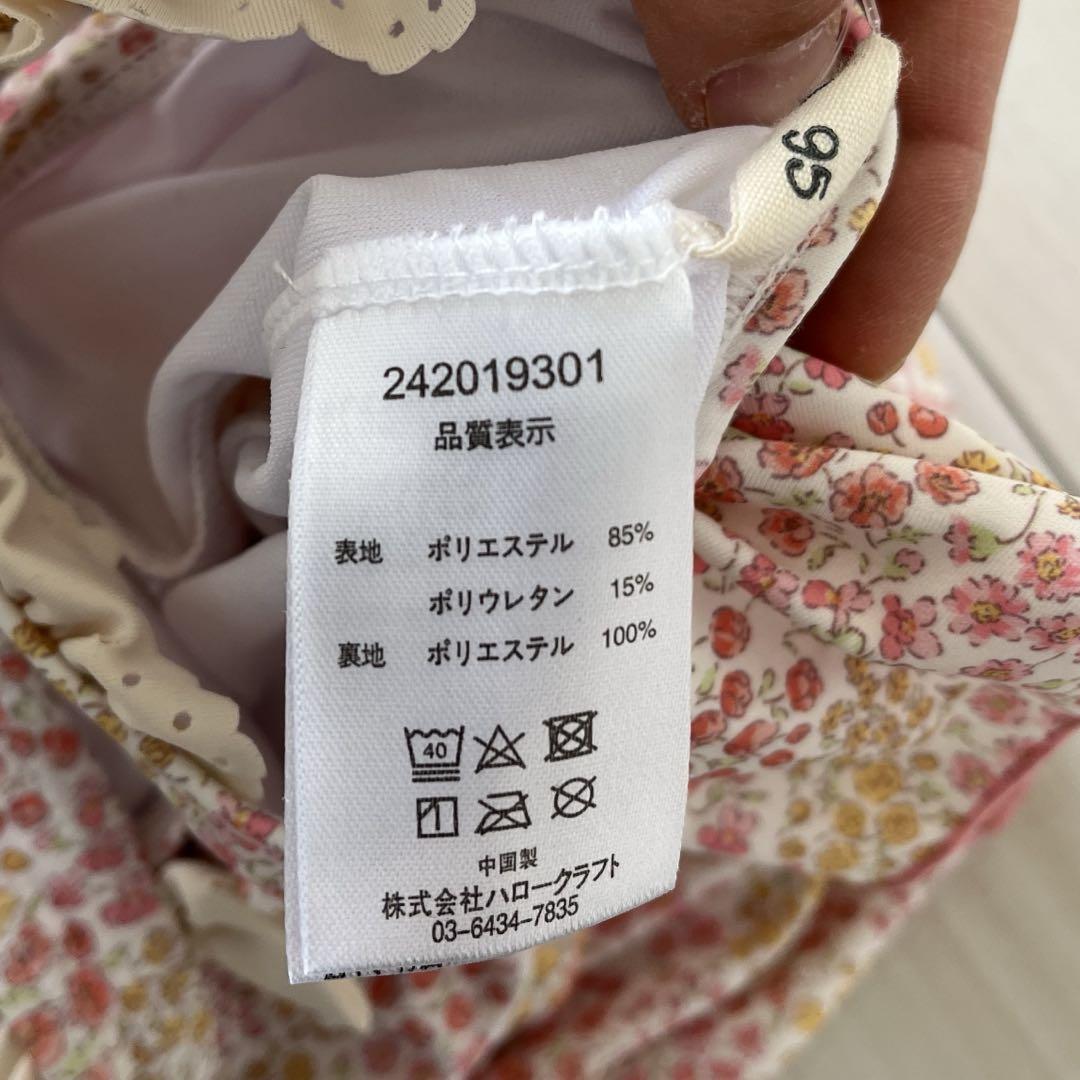 95
242019301
品質表示
表地 ポリエステル 85%
ポリウレタン 15%
裏地 ポリエステル 100%
40
中国製
株式会社ハロークラフト
03-6434-7835